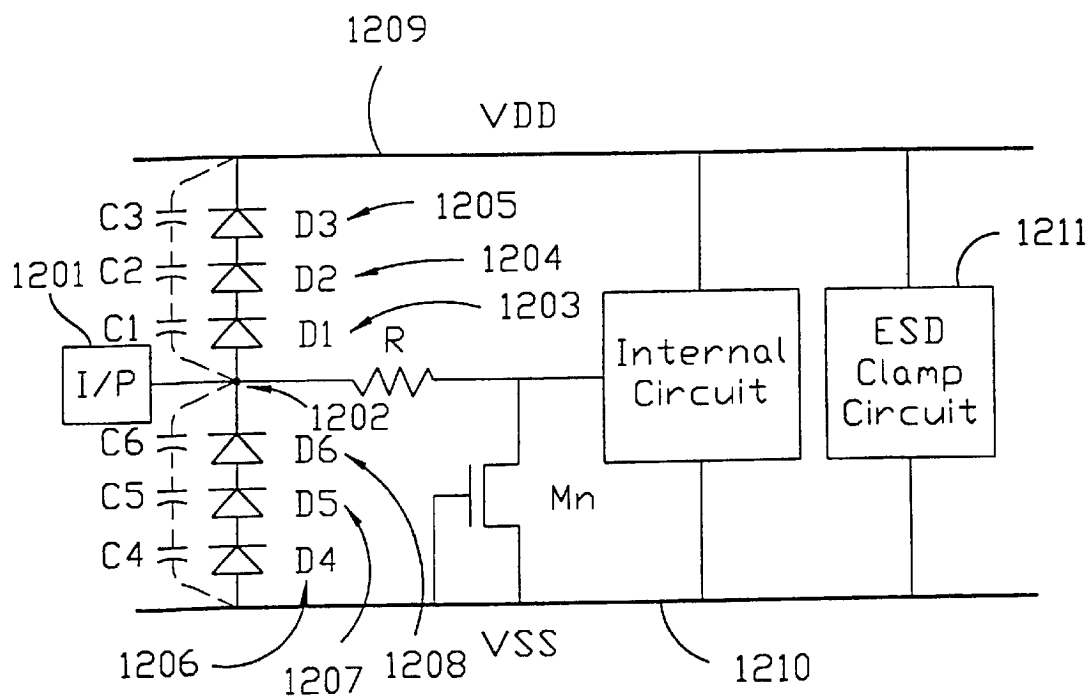 1209
VDD
C3
D3
1205
C2
D2
1204
1211
1201
C1
D1
1203
R
I/P
1202
Internal
Circuit
ESD
Clamp
Circuit
C6
D6
C5
D5
Mn
C4
D4
VSS
1206
1207
1208
1210